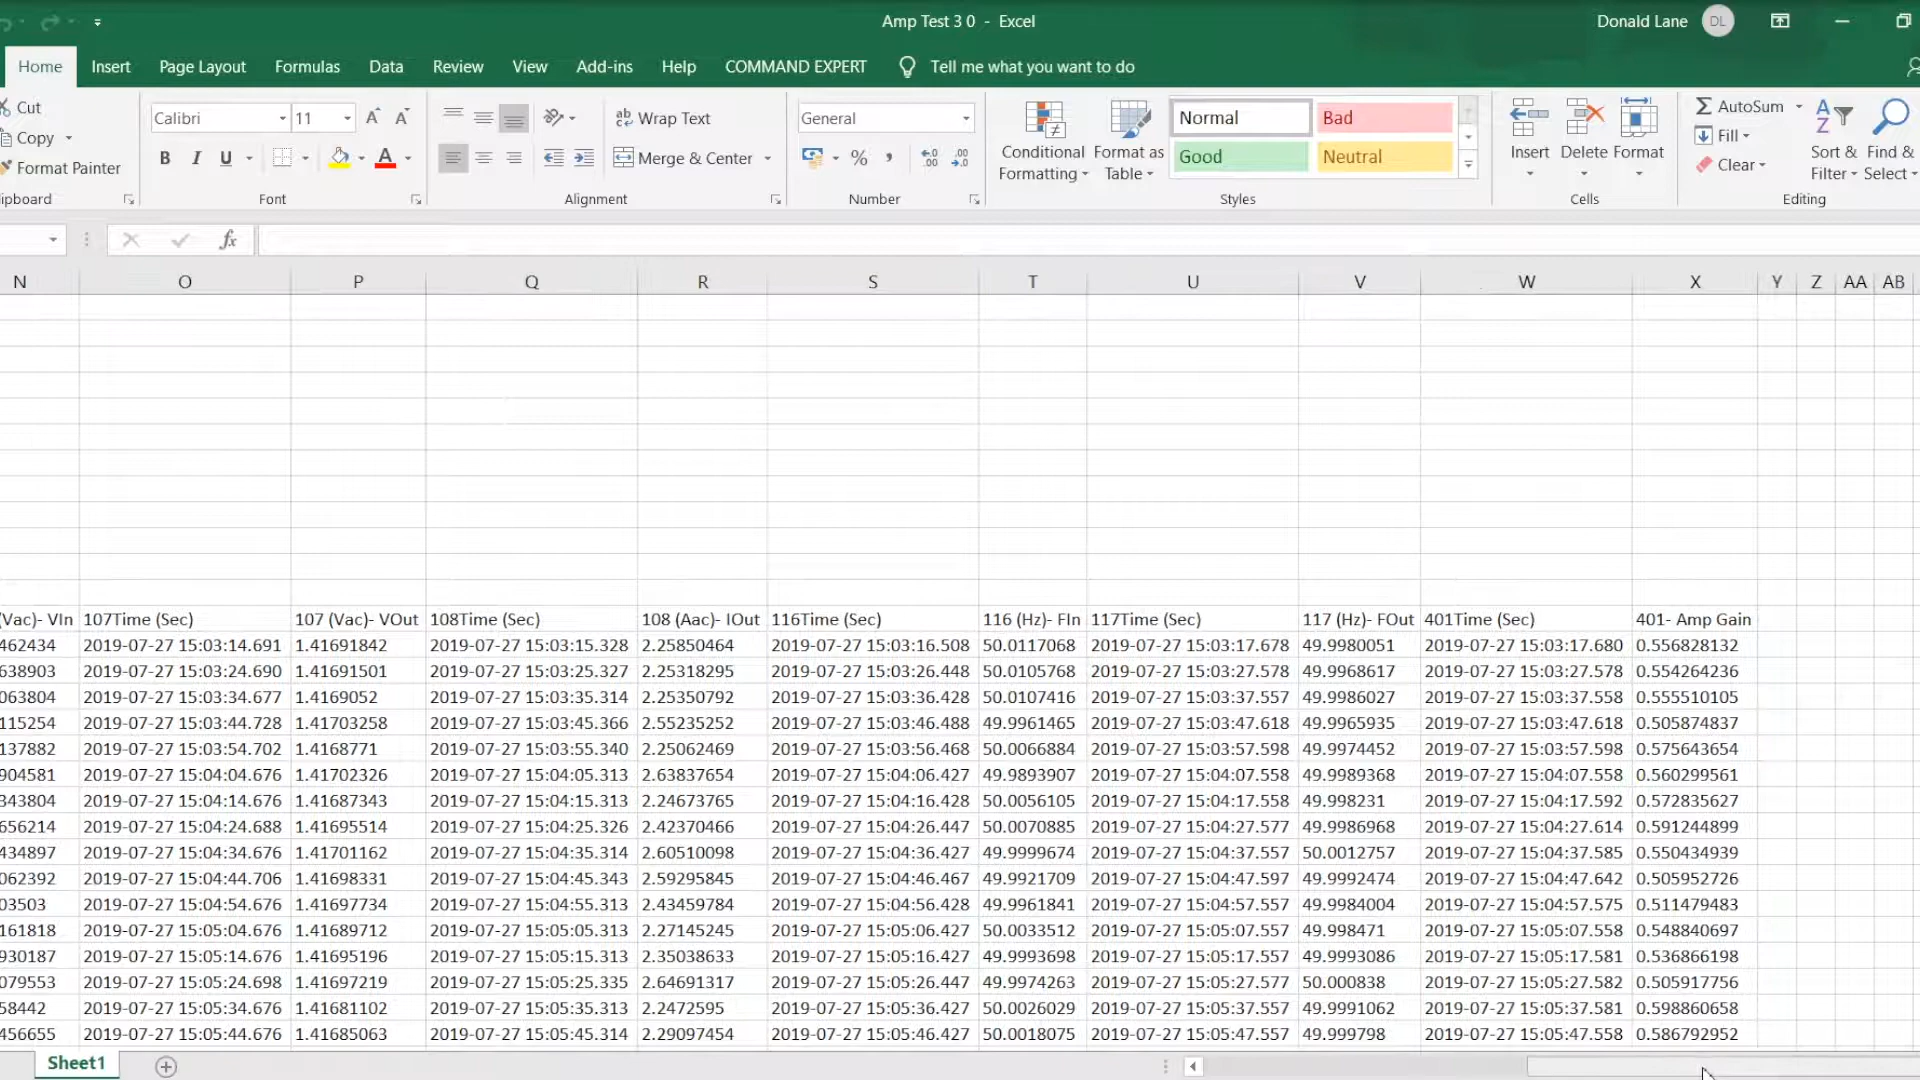 Amp Test 3 0 - Excel
Donald Lane DL
Home Insert Page Layout Formulas Data Review View Add-ins Help COMMAND EXPERT Tell me what you want to do
Cut
Copy
Format Painter
lipboard
Calibri 11
B I U A
Font
Wrap Text
Merge & Center
Alignment
General
Number
Conditional Formatting
Format as Table
Normal Bad
Good Neutral
Styles
Insert Delete Format
Cells
AutoSum
Fill
Clear
Sort & Filter
Find & Select
Editing
fx
N O P Q R S T U V W X Y Z AA AB
(Vac)- VIn 107Time (Sec) 107 (Vac)- VOut 108Time (Sec) 108 (Aac)- IOut 116Time (Sec) 116 (Hz)- FIn 117Time (Sec) 117 (Hz)- FOut 401Time (Sec) 401- Amp Gain
462434 2019-07-27 15:03:14.691 1.41691842 2019-07-27 15:03:15.328 2.25850464 2019-07-27 15:03:16.508 50.0117068 2019-07-27 15:03:17.678 49.9980051 2019-07-27 15:03:17.680 0.556828132
638903 2019-07-27 15:03:24.690 1.41691501 2019-07-27 15:03:25.327 2.25318295 2019-07-27 15:03:26.448 50.0105768 2019-07-27 15:03:27.578 49.9968617 2019-07-27 15:03:27.578 0.554264236
063804 2019-07-27 15:03:34.677 1.4169052 2019-07-27 15:03:35.314 2.25350792 2019-07-27 15:03:36.428 50.0107416 2019-07-27 15:03:37.557 49.9986027 2019-07-27 15:03:37.558 0.555510105
115254 2019-07-27 15:03:44.728 1.41703258 2019-07-27 15:03:45.366 2.55235252 2019-07-27 15:03:46.488 49.9961465 2019-07-27 15:03:47.618 49.9965935 2019-07-27 15:03:47.618 0.505874837
137882 2019-07-27 15:03:54.702 1.4168771 2019-07-27 15:03:55.340 2.25062469 2019-07-27 15:03:56.468 50.0066884 2019-07-27 15:03:57.598 49.9974452 2019-07-27 15:03:57.598 0.575643654
904581 2019-07-27 15:04:04.676 1.41702326 2019-07-27 15:04:05.313 2.63837654 2019-07-27 15:04:06.427 49.9893907 2019-07-27 15:04:07.558 49.9989368 2019-07-27 15:04:07.558 0.560299561
343804 2019-07-27 15:04:14.676 1.41687343 2019-07-27 15:04:15.313 2.24673765 2019-07-27 15:04:16.428 50.0056105 2019-07-27 15:04:17.558 49.998231 2019-07-27 15:04:17.592 0.572835627
656214 2019-07-27 15:04:24.688 1.41695514 2019-07-27 15:04:25.326 2.42370466 2019-07-27 15:04:26.447 50.0070885 2019-07-27 15:04:27.577 49.9986968 2019-07-27 15:04:27.614 0.591244899
434897 2019-07-27 15:04:34.676 1.41701162 2019-07-27 15:04:35.314 2.60510098 2019-07-27 15:04:36.427 49.9999674 2019-07-27 15:04:37.557 50.0012757 2019-07-27 15:04:37.585 0.550434939
062392 2019-07-27 15:04:44.706 1.41698331 2019-07-27 15:04:45.343 2.59295845 2019-07-27 15:04:46.467 49.9921709 2019-07-27 15:04:47.597 49.9992474 2019-07-27 15:04:47.642 0.505952726
03503 2019-07-27 15:04:54.676 1.41697734 2019-07-27 15:04:55.313 2.43459784 2019-07-27 15:04:56.428 49.9961841 2019-07-27 15:04:57.557 49.9984004 2019-07-27 15:04:57.575 0.511479483
161818 2019-07-27 15:05:04.676 1.41689712 2019-07-27 15:05:05.313 2.27145245 2019-07-27 15:05:06.427 50.0033512 2019-07-27 15:05:07.557 49.998471 2019-07-27 15:05:07.558 0.548840697
930187 2019-07-27 15:05:14.676 1.41695196 2019-07-27 15:05:15.313 2.35038633 2019-07-27 15:05:16.427 49.9993698 2019-07-27 15:05:17.557 49.9993086 2019-07-27 15:05:17.581 0.536866198
079553 2019-07-27 15:05:24.698 1.41697219 2019-07-27 15:05:25.335 2.64691317 2019-07-27 15:05:26.447 49.9974263 2019-07-27 15:05:27.577 50.000838 2019-07-27 15:05:27.582 0.505917756
58442 2019-07-27 15:05:34.676 1.41681102 2019-07-27 15:05:35.313 2.2472595 2019-07-27 15:05:36.427 50.0026029 2019-07-27 15:05:37.557 49.9991062 2019-07-27 15:05:37.581 0.598860658
456655 2019-07-27 15:05:44.676 1.41685063 2019-07-27 15:05:45.314 2.29097454 2019-07-27 15:05:46.427 50.0018075 2019-07-27 15:05:47.557 49.999798 2019-07-27 15:05:47.558 0.586792952
Sheet1